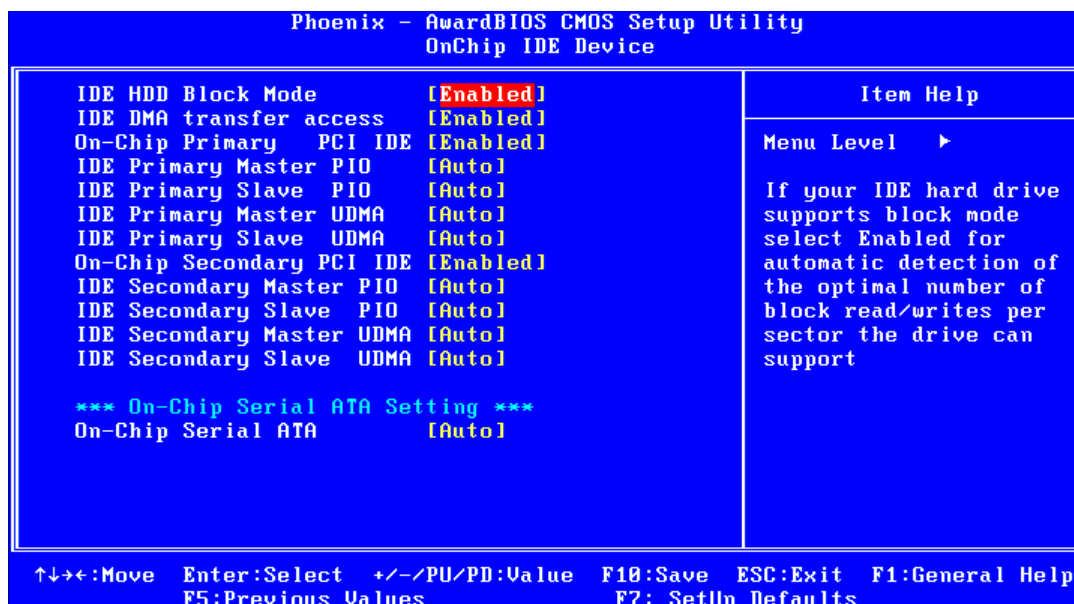 Phoenix - AwardBIOS CMOS Setup Utility
OnChip IDE Device
IDE HDD Block Mode [Enabled]
IDE DMA transfer access [Enabled]
On-Chip Primary PCI IDE [Enabled]
IDE Primary Master PIO [Auto]
IDE Primary Slave PIO [Auto]
IDE Primary Master UDMA [Auto]
IDE Primary Slave UDMA [Auto]
On-Chip Secondary PCI IDE [Enabled]
IDE Secondary Master PIO [Auto]
IDE Secondary Slave PIO [Auto]
IDE Secondary Master UDMA [Auto]
IDE Secondary Slave UDMA [Auto]
*** On-Chip Serial ATA Setting ***
On-Chip Serial ATA [Auto]
Item Help
Menu Level ►
If your IDE hard drive
supports block mode
select Enabled for
automatic detection of
the optimal number of
block read/writes per
sector the drive can
support
↑↓→←:Move Enter:Select +/-/PU/PD:Value F10:Save ESC:Exit F1:General Help
F5:Previous Values F7: SetUp Defaults